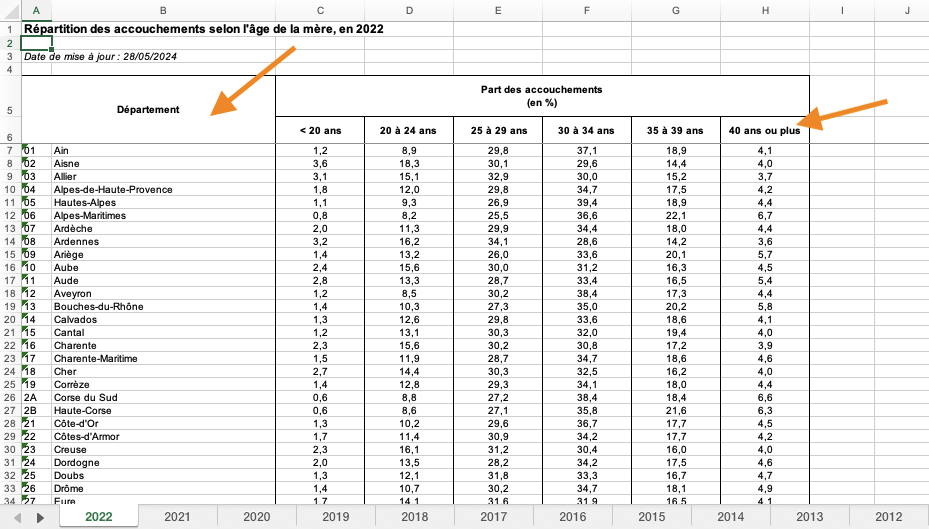 A B C D E F G H I J
1 Répartition des accouchements selon l'âge de la mère, en 2022
2
3 Date de mise à jour : 28/05/2024
4
Part des accouchements
5 Département (en %)
6 < 20 ans 20 à 24 ans 25 à 29 ans 30 à 34 ans 35 à 39 ans 40 ans ou plus
7 01 Ain 1,2 8,9 29,8 37,1 18,9 4,1
8 02 Aisne 3,6 18,3 30,1 29,6 14,4 4,0
9 03 Allier 3,1 15,1 32,9 30,0 15,2 3,7
10 04 Alpes-de-Haute-Provence 1,8 12,0 29,8 34,7 17,5 4,2
11 05 Hautes-Alpes 1,1 9,3 26,9 39,4 18,9 4,4
12 06 Alpes-Maritimes 0,8 8,2 25,5 36,6 22,1 6,7
13 07 Ardèche 2,0 11,3 29,9 34,4 18,0 4,4
14 08 Ardennes 3,2 16,2 34,1 28,6 14,2 3,6
15 09 Ariège 1,4 13,2 26,0 33,6 20,1 5,7
16 10 Aube 2,4 15,6 30,0 31,2 16,3 4,5
17 11 Aude 2,8 13,3 28,7 33,4 16,5 5,4
18 12 Aveyron 1,2 8,5 30,2 38,4 17,3 4,4
19 13 Bouches-du-Rhône 1,4 10,3 27,3 35,0 20,2 5,8
20 14 Calvados 1,3 12,6 29,8 33,6 18,6 4,1
21 15 Cantal 1,2 13,1 30,3 32,0 19,4 4,0
22 16 Charente 2,3 15,6 30,2 30,8 17,2 3,9
23 17 Charente-Maritime 1,5 11,9 28,7 34,7 18,6 4,6
24 18 Cher 2,7 14,4 30,3 32,5 16,2 4,0
25 19 Corrèze 1,4 12,8 29,3 34,1 18,0 4,4
26 2A Corse du Sud 0,6 8,8 27,2 38,4 18,4 6,6
27 2B Haute-Corse 0,6 8,6 27,1 35,8 21,6 6,3
28 21 Côte-d'Or 1,3 10,2 29,6 36,7 17,7 4,5
29 22 Côtes-d'Armor 1,7 11,4 30,9 34,2 17,7 4,2
30 23 Creuse 2,3 16,1 31,2 30,4 16,0 4,0
31 24 Dordogne 2,0 13,5 28,2 34,2 17,5 4,6
32 25 Doubs 1,3 12,1 31,8 33,3 16,7 4,7
33 26 Drôme 1,4 10,7 30,2 34,7 18,1 4,9
34 27 Eure 1,7 14,1 31,6 31,9 16,5 4,1
2022 2021 2020 2019 2018 2017 2016 2015 2014 2013 2012